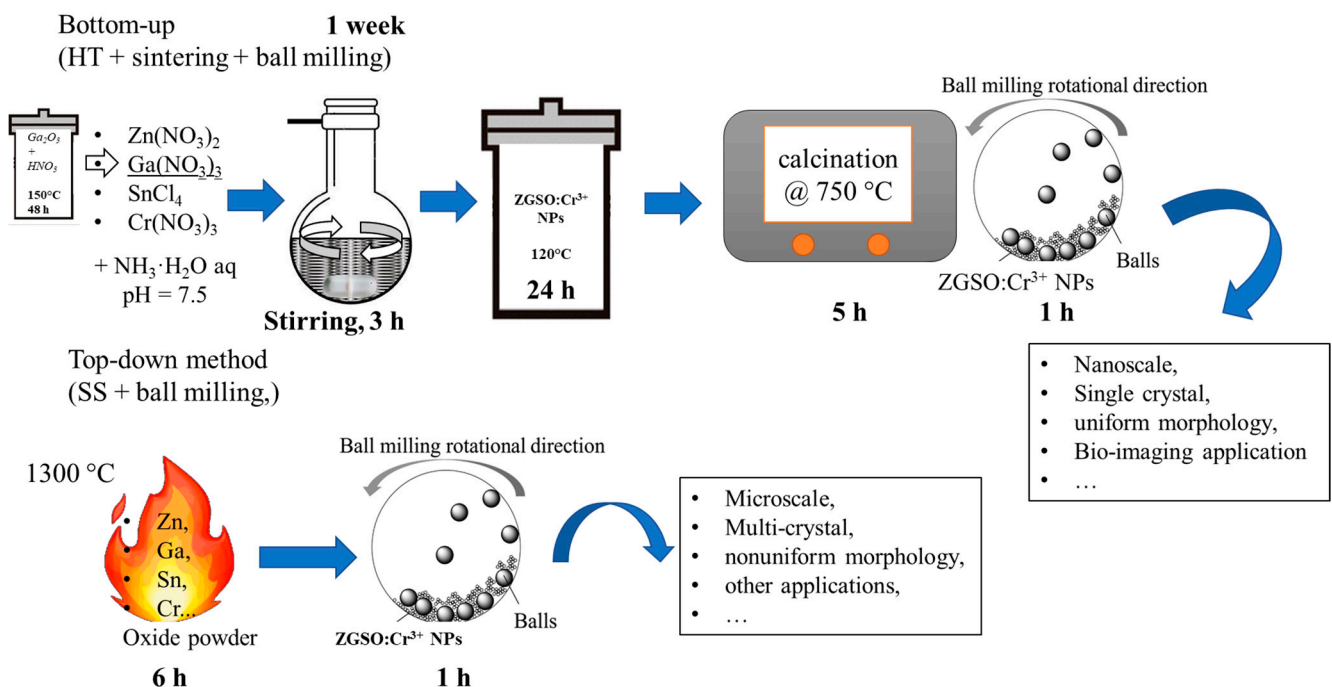 Bottom-up
1 week
(HT + sintering + ball milling)
Ga₂O₃
+
HNO₃
150°C
48 h
• Zn(NO₃)₂
• Ga(NO₃)₃
• SnCl₄
• Cr(NO₃)₃
+ NH₃·H₂O aq
pH = 7.5
Stirring, 3 h
ZGSO:Cr³⁺
NPs
120°C
24 h
calcination
@ 750 °C
5 h
Ball milling rotational direction
Balls
ZGSO:Cr³⁺ NPs
1 h
• Nanoscale,
• Single crystal,
• uniform morphology,
• Bio-imaging application
• …
Top-down method
(SS + ball milling,)
1300 °C
• Zn,
• Ga,
• Sn,
• Cr...
Oxide powder
6 h
Ball milling rotational direction
Balls
ZGSO:Cr³⁺ NPs
1 h
• Microscale,
• Multi-crystal,
• nonuniform morphology,
• other applications,
• …